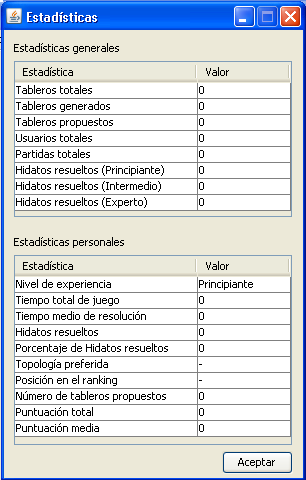 Estadísticas
Estadísticas generales
Estadística Valor
Tableros totales 0
Tableros generados 0
Tableros propuestos 0
Usuarios totales 0
Partidas totales 0
Hidatos resueltos (Principiante) 0
Hidatos resueltos (Intermedio) 0
Hidatos resueltos (Experto) 0
Estadísticas personales
Estadística Valor
Nivel de experiencia Principiante
Tiempo total de juego 0
Tiempo medio de resolución 0
Hidatos resueltos 0
Porcentaje de Hidatos resueltos 0
Topología preferida -
Posición en el ranking -
Número de tableros propuestos 0
Puntuación total 0
Puntuación media 0
Aceptar